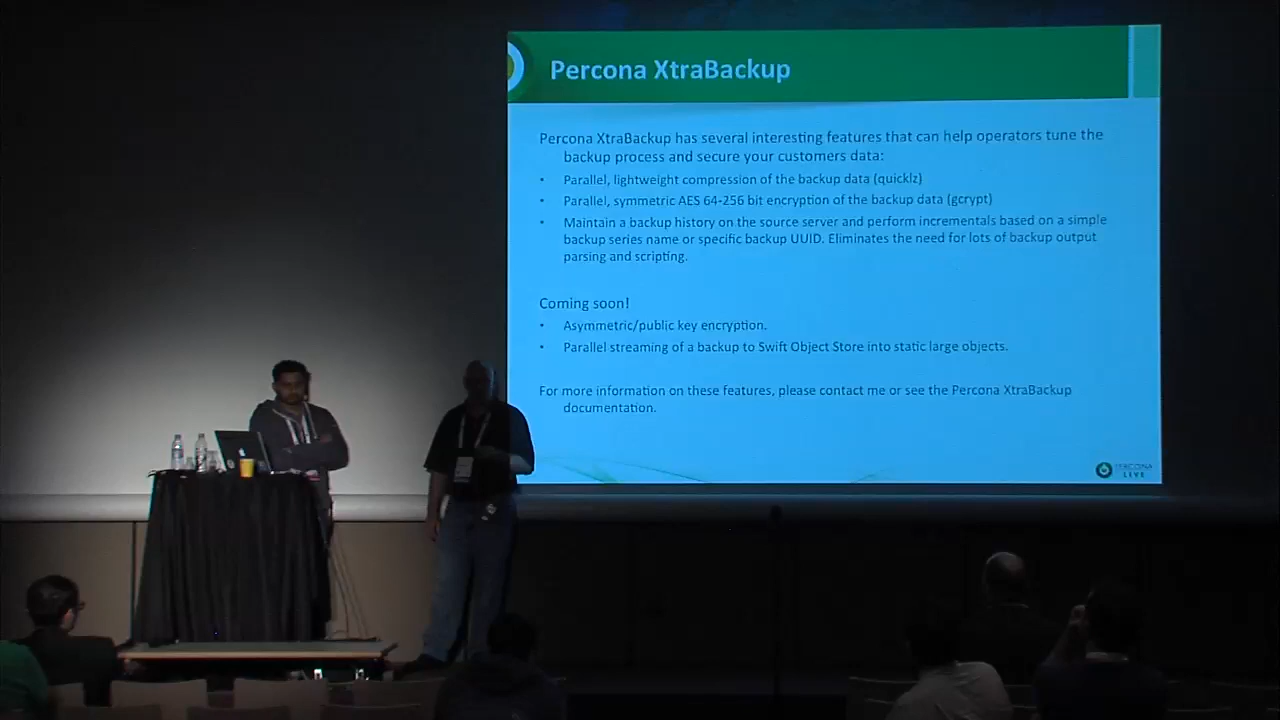 Percona XtraBackup
Percona XtraBackup has several interesting features that can help operators tune the
backup process and secure your customers data:
• Parallel, lightweight compression of the backup data (quicklz)
• Parallel, symmetric AES 64-256 bit encryption of the backup data (gcrypt)
• Maintain a backup history on the source server and perform incrementals based on a simple
backup series name or specific backup UUID. Eliminates the need for lots of backup output
parsing and scripting.
Coming soon!
• Asymmetric/public key encryption.
• Parallel streaming of a backup to Swift Object Store into static large objects.
For more information on these features, please contact me or see the Percona XtraBackup
documentation.
PERCONA
LIVE